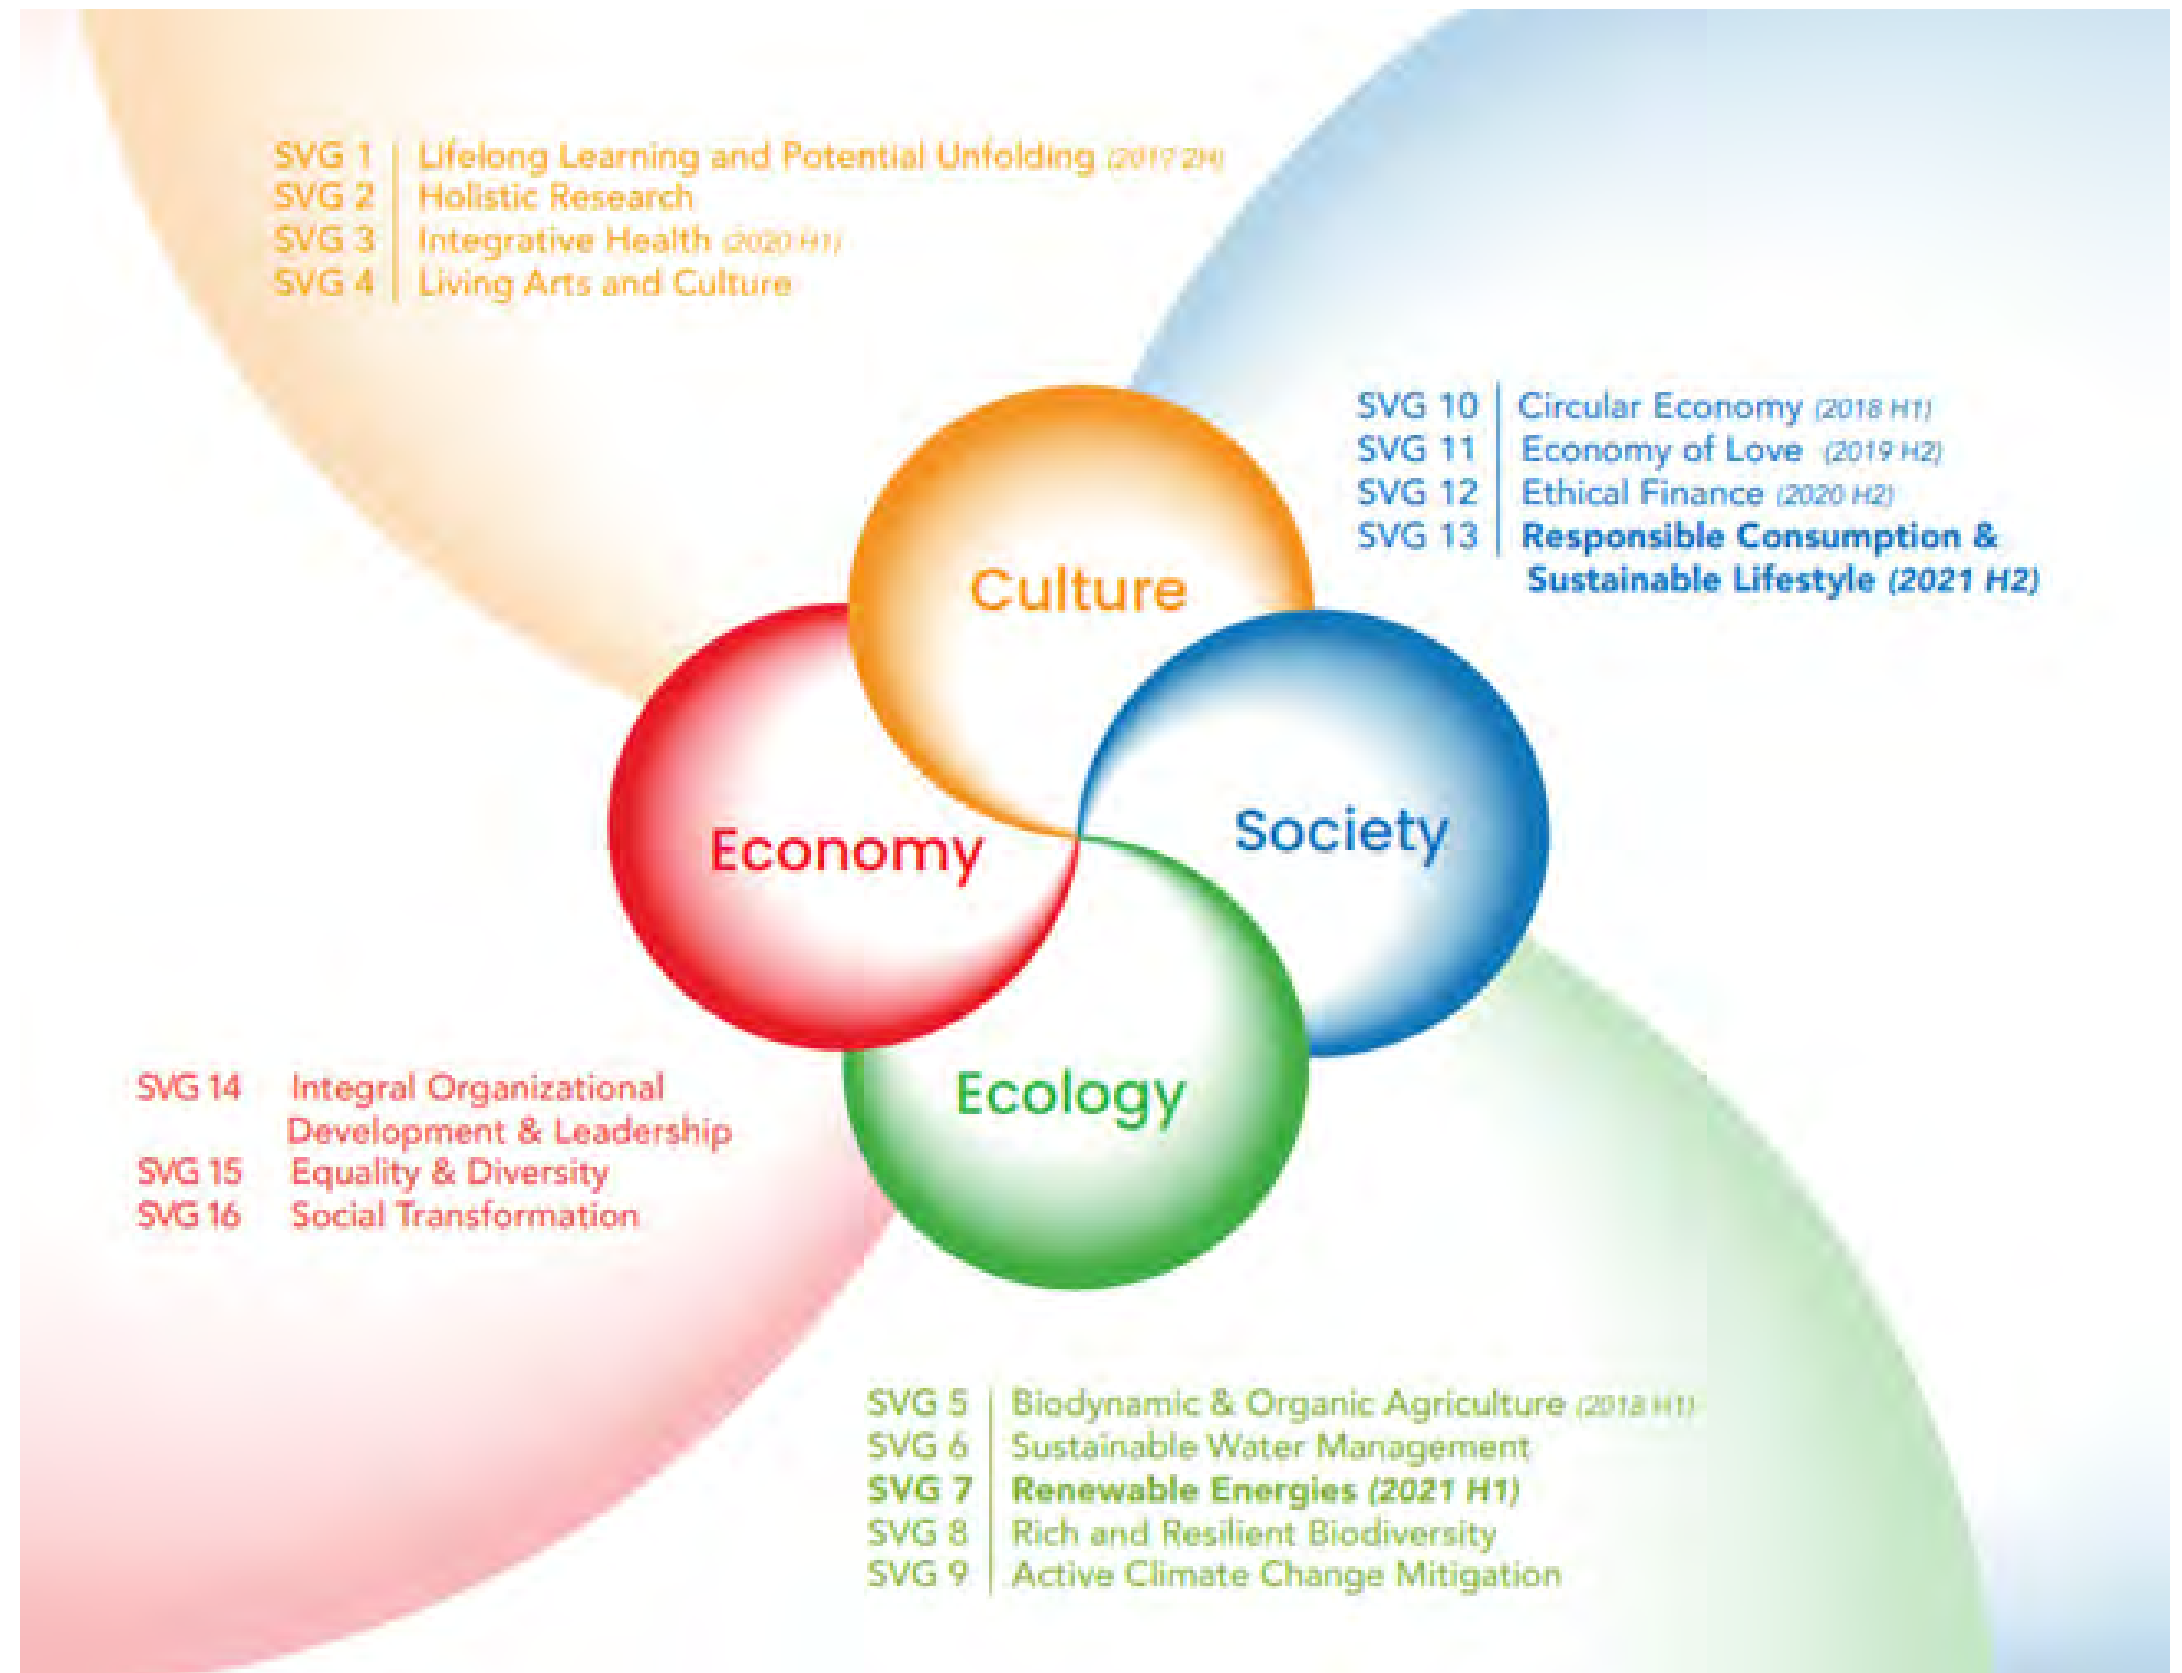 SVG 1 Lifelong Learning and Potential Unfolding (2017 2H)
SVG 2 Holistic Research
SVG 3 Integrative Health (2020 H1)
SVG 4 Living Arts and Culture
SVG 10 Circular Economy (2018 H1)
SVG 11 Economy of Love (2019 H2)
SVG 12 Ethical Finance (2020 H2)
SVG 13 Responsible Consumption &
Sustainable Lifestyle (2021 H2)
Culture
Economy
Society
Ecology
SVG 14 Integral Organizational
Development & Leadership
SVG 15 Equality & Diversity
SVG 16 Social Transformation
SVG 5 Biodynamic & Organic Agriculture (2018 H1)
SVG 6 Sustainable Water Management
SVG 7 Renewable Energies (2021 H1)
SVG 8 Rich and Resilient Biodiversity
SVG 9 Active Climate Change Mitigation